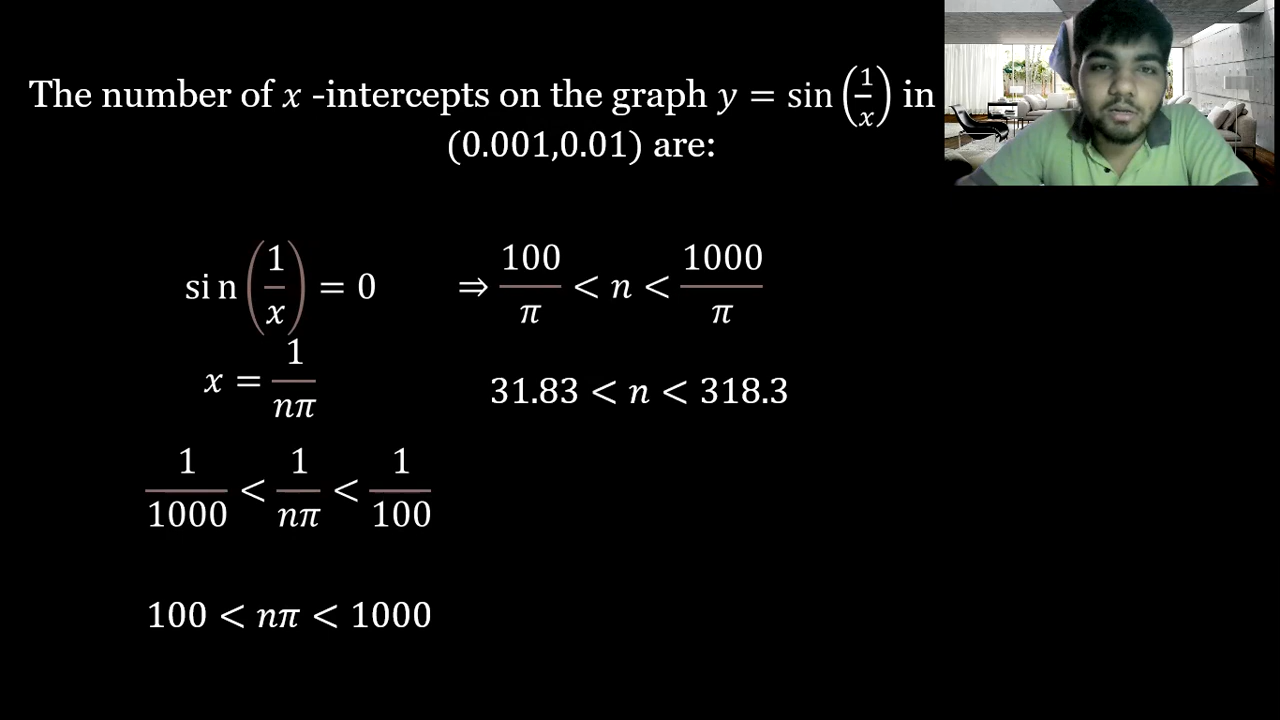 The number of x -intercepts on the graph y = sin(1/x) in
(0.001,0.01) are:
sin(1/x) = 0
x = 1/nπ
1/1000 < 1/nπ < 1/100
100 < nπ < 1000
⇒ 100/π < n < 1000/π
31.83 < n < 318.3